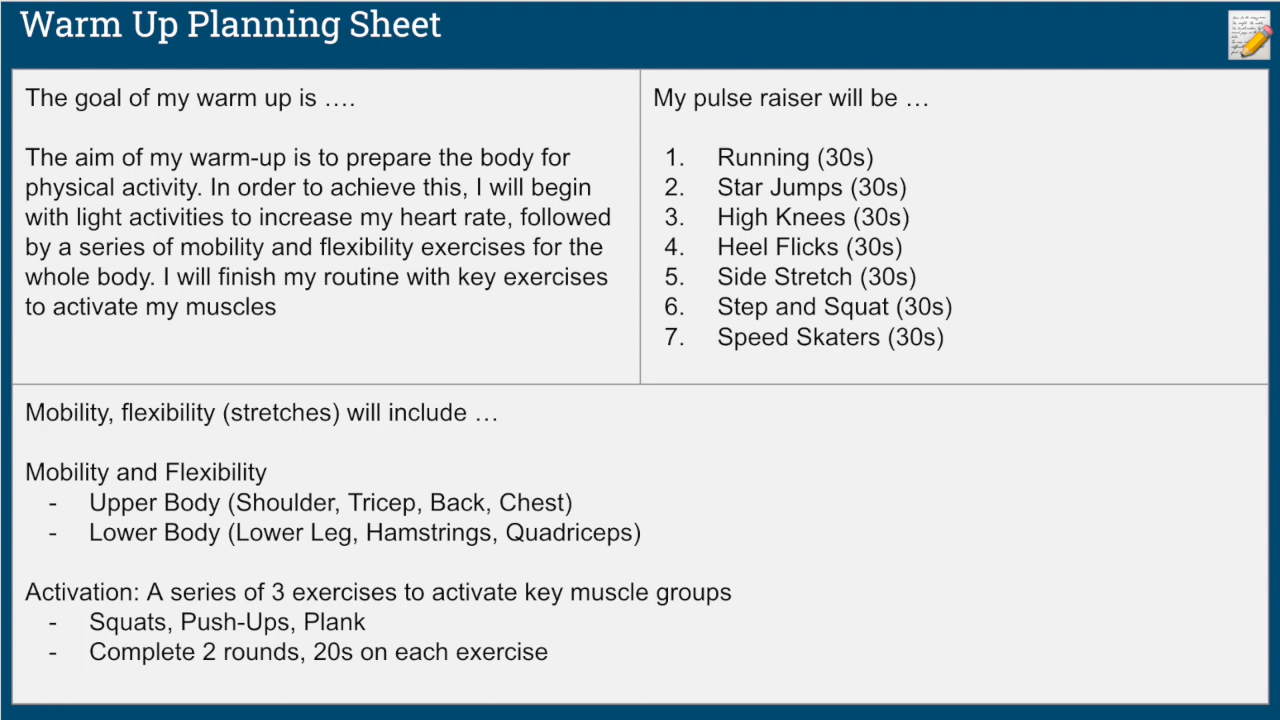 Warm Up Planning Sheet
The goal of my warm up is ….
The aim of my warm-up is to prepare the body for
physical activity. In order to achieve this, I will begin
with light activities to increase my heart rate, followed
by a series of mobility and flexibility exercises for the
whole body. I will finish my routine with key exercises
to activate my muscles
My pulse raiser will be …
1. Running (30s)
2. Star Jumps (30s)
3. High Knees (30s)
4. Heel Flicks (30s)
5. Side Stretch (30s)
6. Step and Squat (30s)
7. Speed Skaters (30s)
Mobility, flexibility (stretches) will include …
Mobility and Flexibility
- Upper Body (Shoulder, Tricep, Back, Chest)
- Lower Body (Lower Leg, Hamstrings, Quadriceps)
Activation: A series of 3 exercises to activate key muscle groups
- Squats, Push-Ups, Plank
- Complete 2 rounds, 20s on each exercise